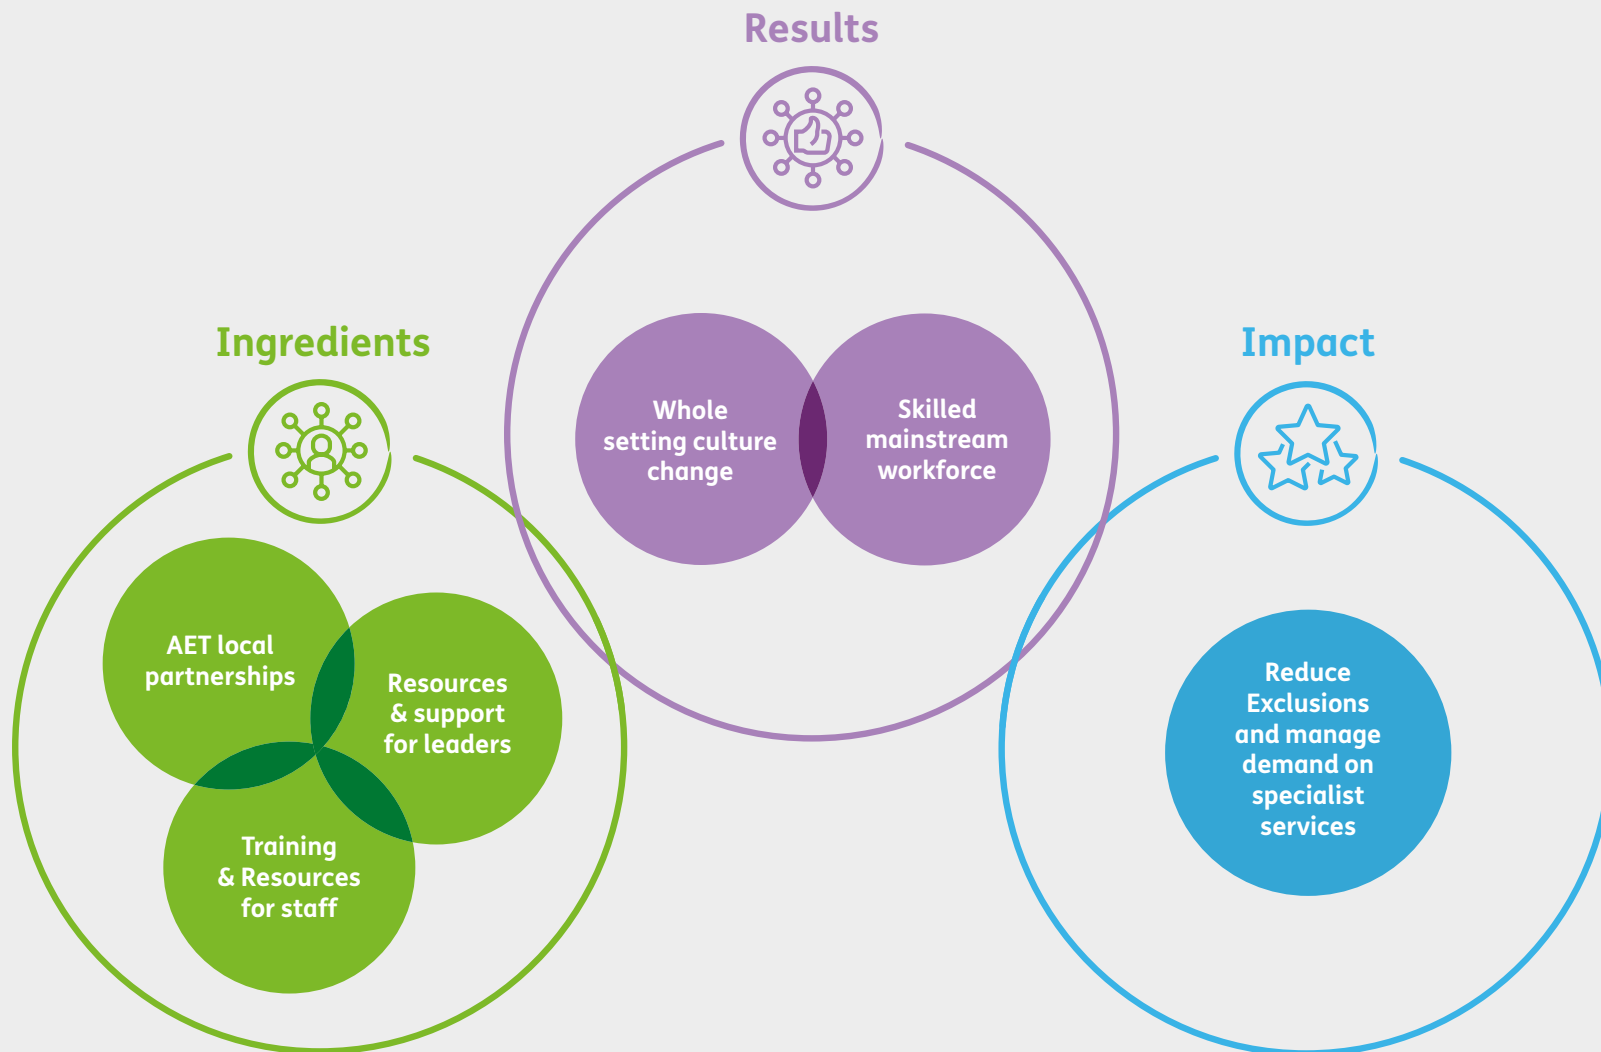 Results
Whole
setting culture
change
Skilled
mainstream
workforce
Ingredients
AET local
partnerships
Resources
& support
for leaders
Training
& Resources
for staff
Impact
Reduce
Exclusions
and manage
demand on
specialist
services